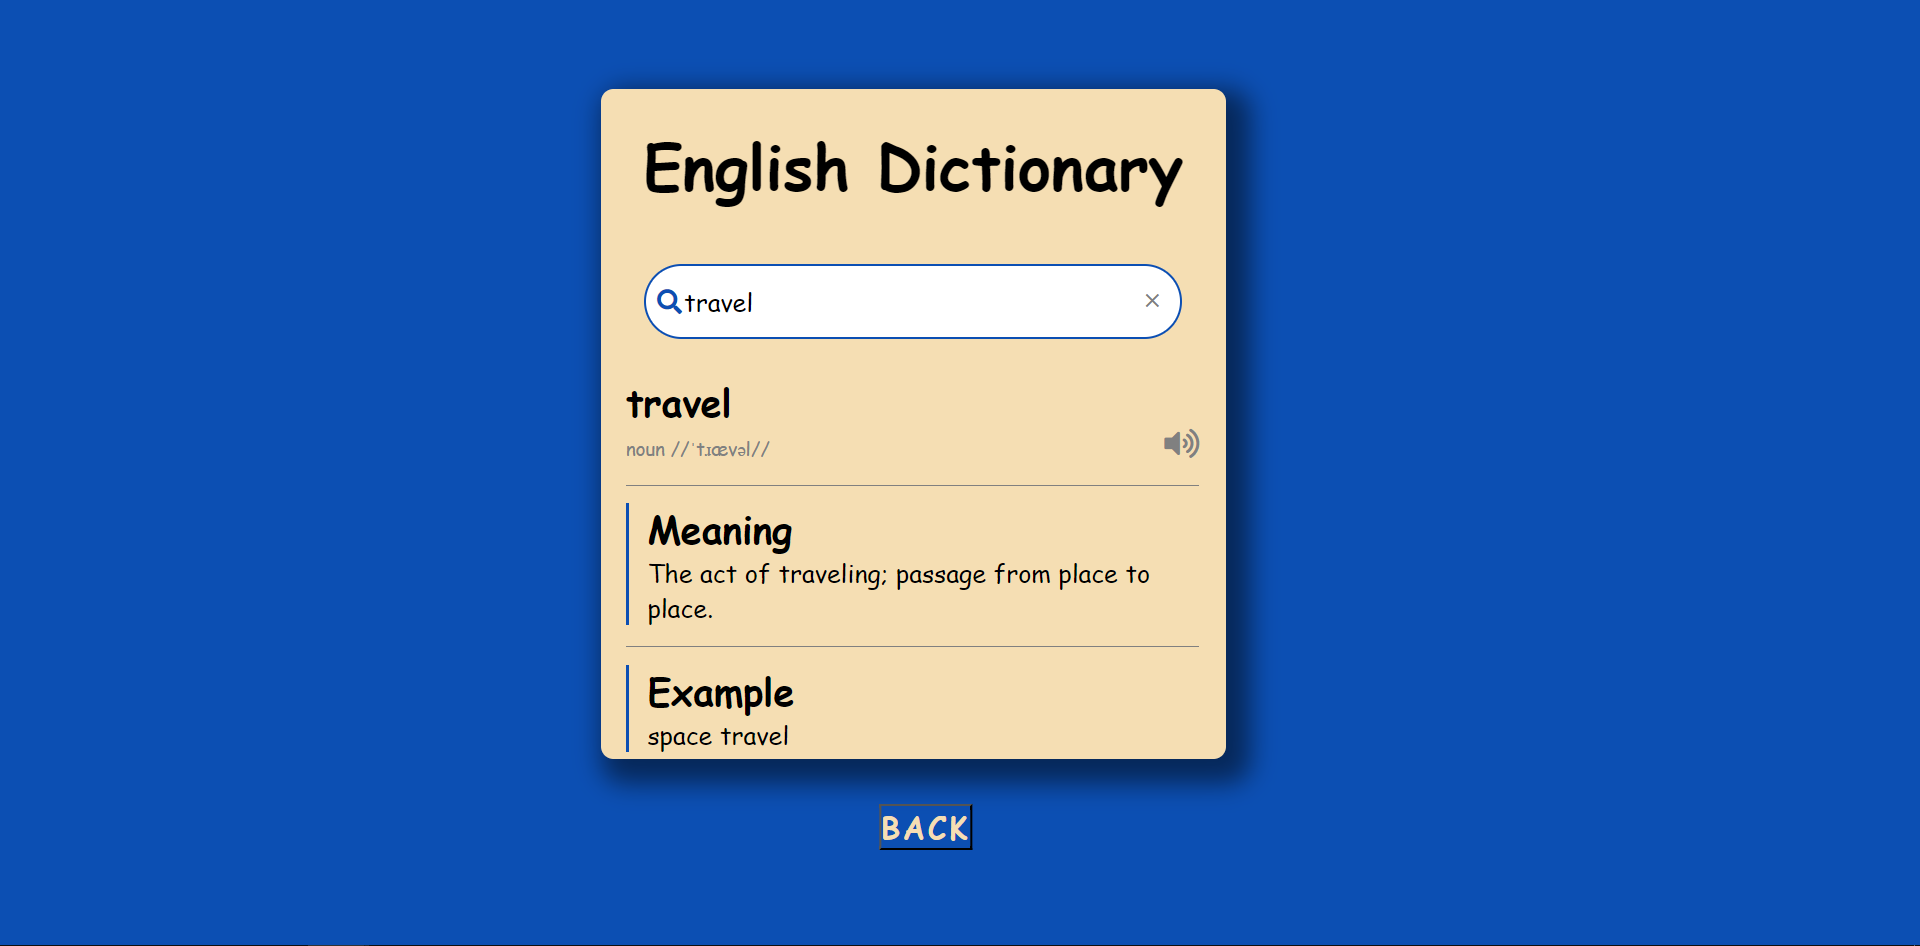 English Dictionary
travel
travel
noun //ˈtɹævəl//
Meaning
The act of traveling; passage from place to
place.
Example
space travel
BACK